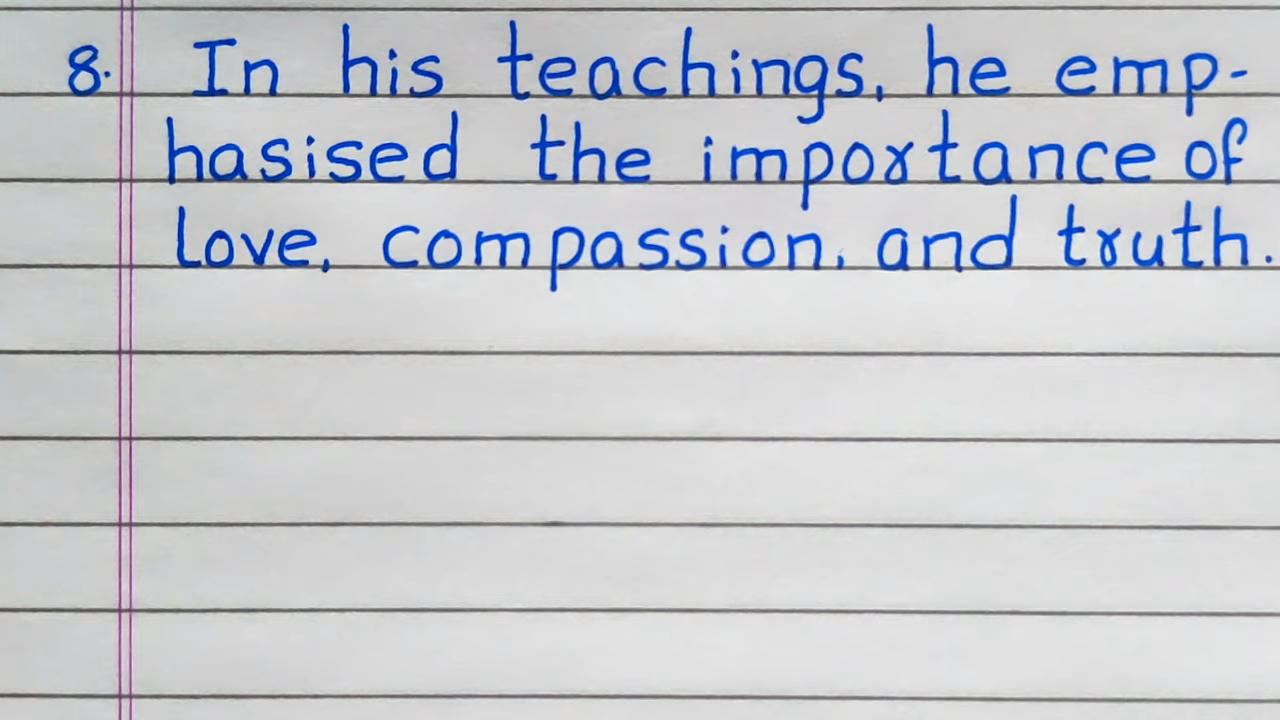 8. In his teachings, he emp-
hasised the importance of
love, compassion, and truth.